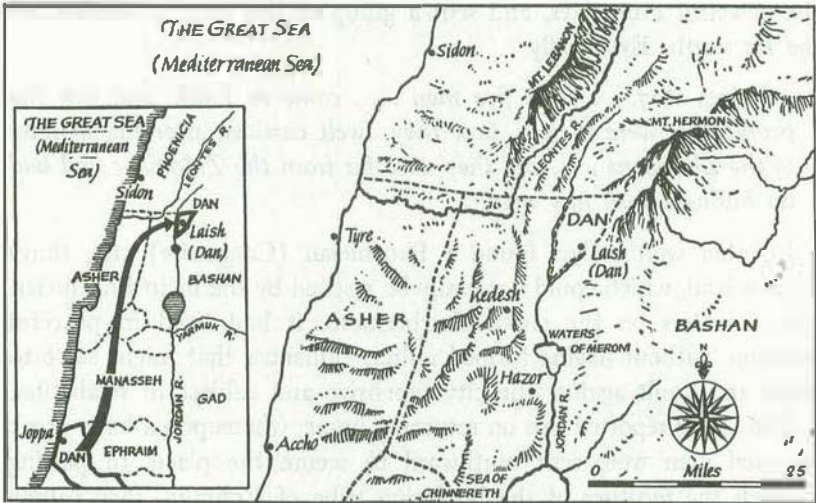 THE GREAT SEA
(Mediterranean Sea)
THE GREAT SEA
(Mediterranean
Sea)
PHOENICIA
LEONTES R.
Sidon
DAN
Laish
(Dan)
ASHER
BASHAN
YARMUK R.
MANASSEH
JORDAN R.
GAD
Joppa
DAN
EPHRAIM
Sidon
MT. LEBANON
LEONTES R.
MT. HERMON
DAN
Tyre
Laish
(Dan)
Kedesh
ASHER
BASHAN
WATERS
OF MEROM
Hazor
N
JORDAN R.
Accho
SEA OF
CHINNERETH
0
25
Miles